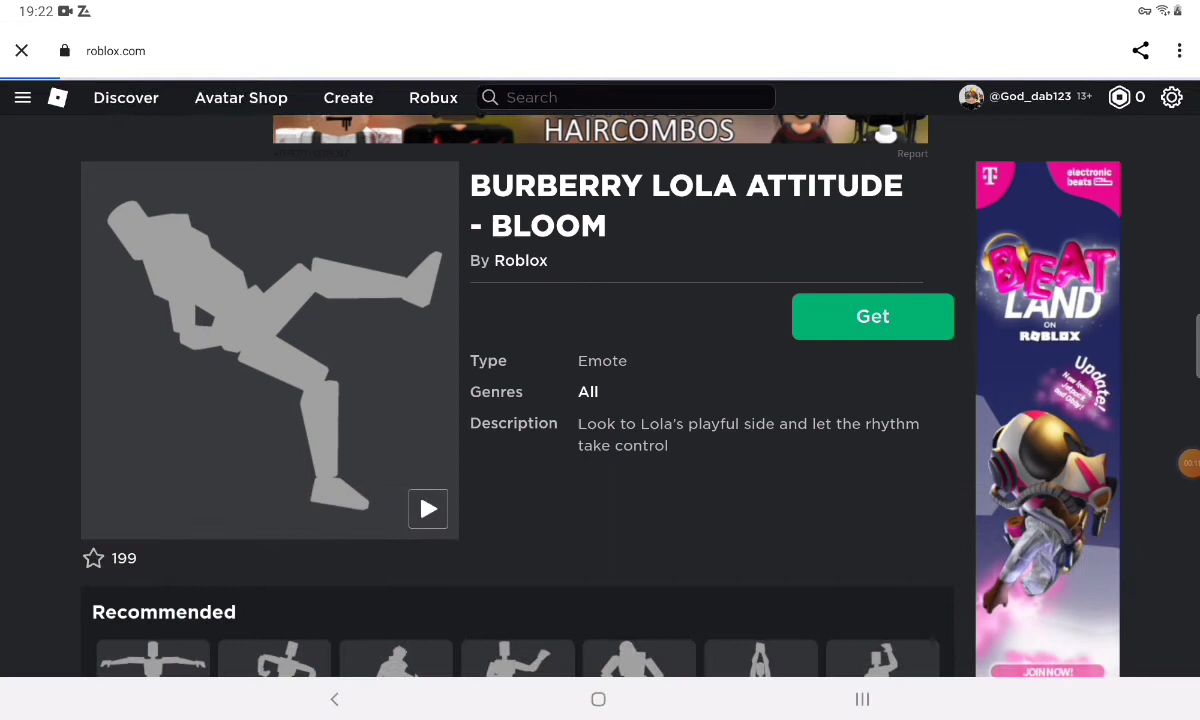 19:22
roblox.com
Discover Avatar Shop Create Robux Search @God_dab123 13+ 0
HAIRCOMBOS
Report
BURBERRY LOLA ATTITUDE
- BLOOM
By Roblox
Get
Type Emote
Genres All
Description Look to Lola's playful side and let the rhythm
take control
199
Recommended
T electronic
beats
BEAT
LAND
ON
ROBLOX
Update!
JOIN NOW!